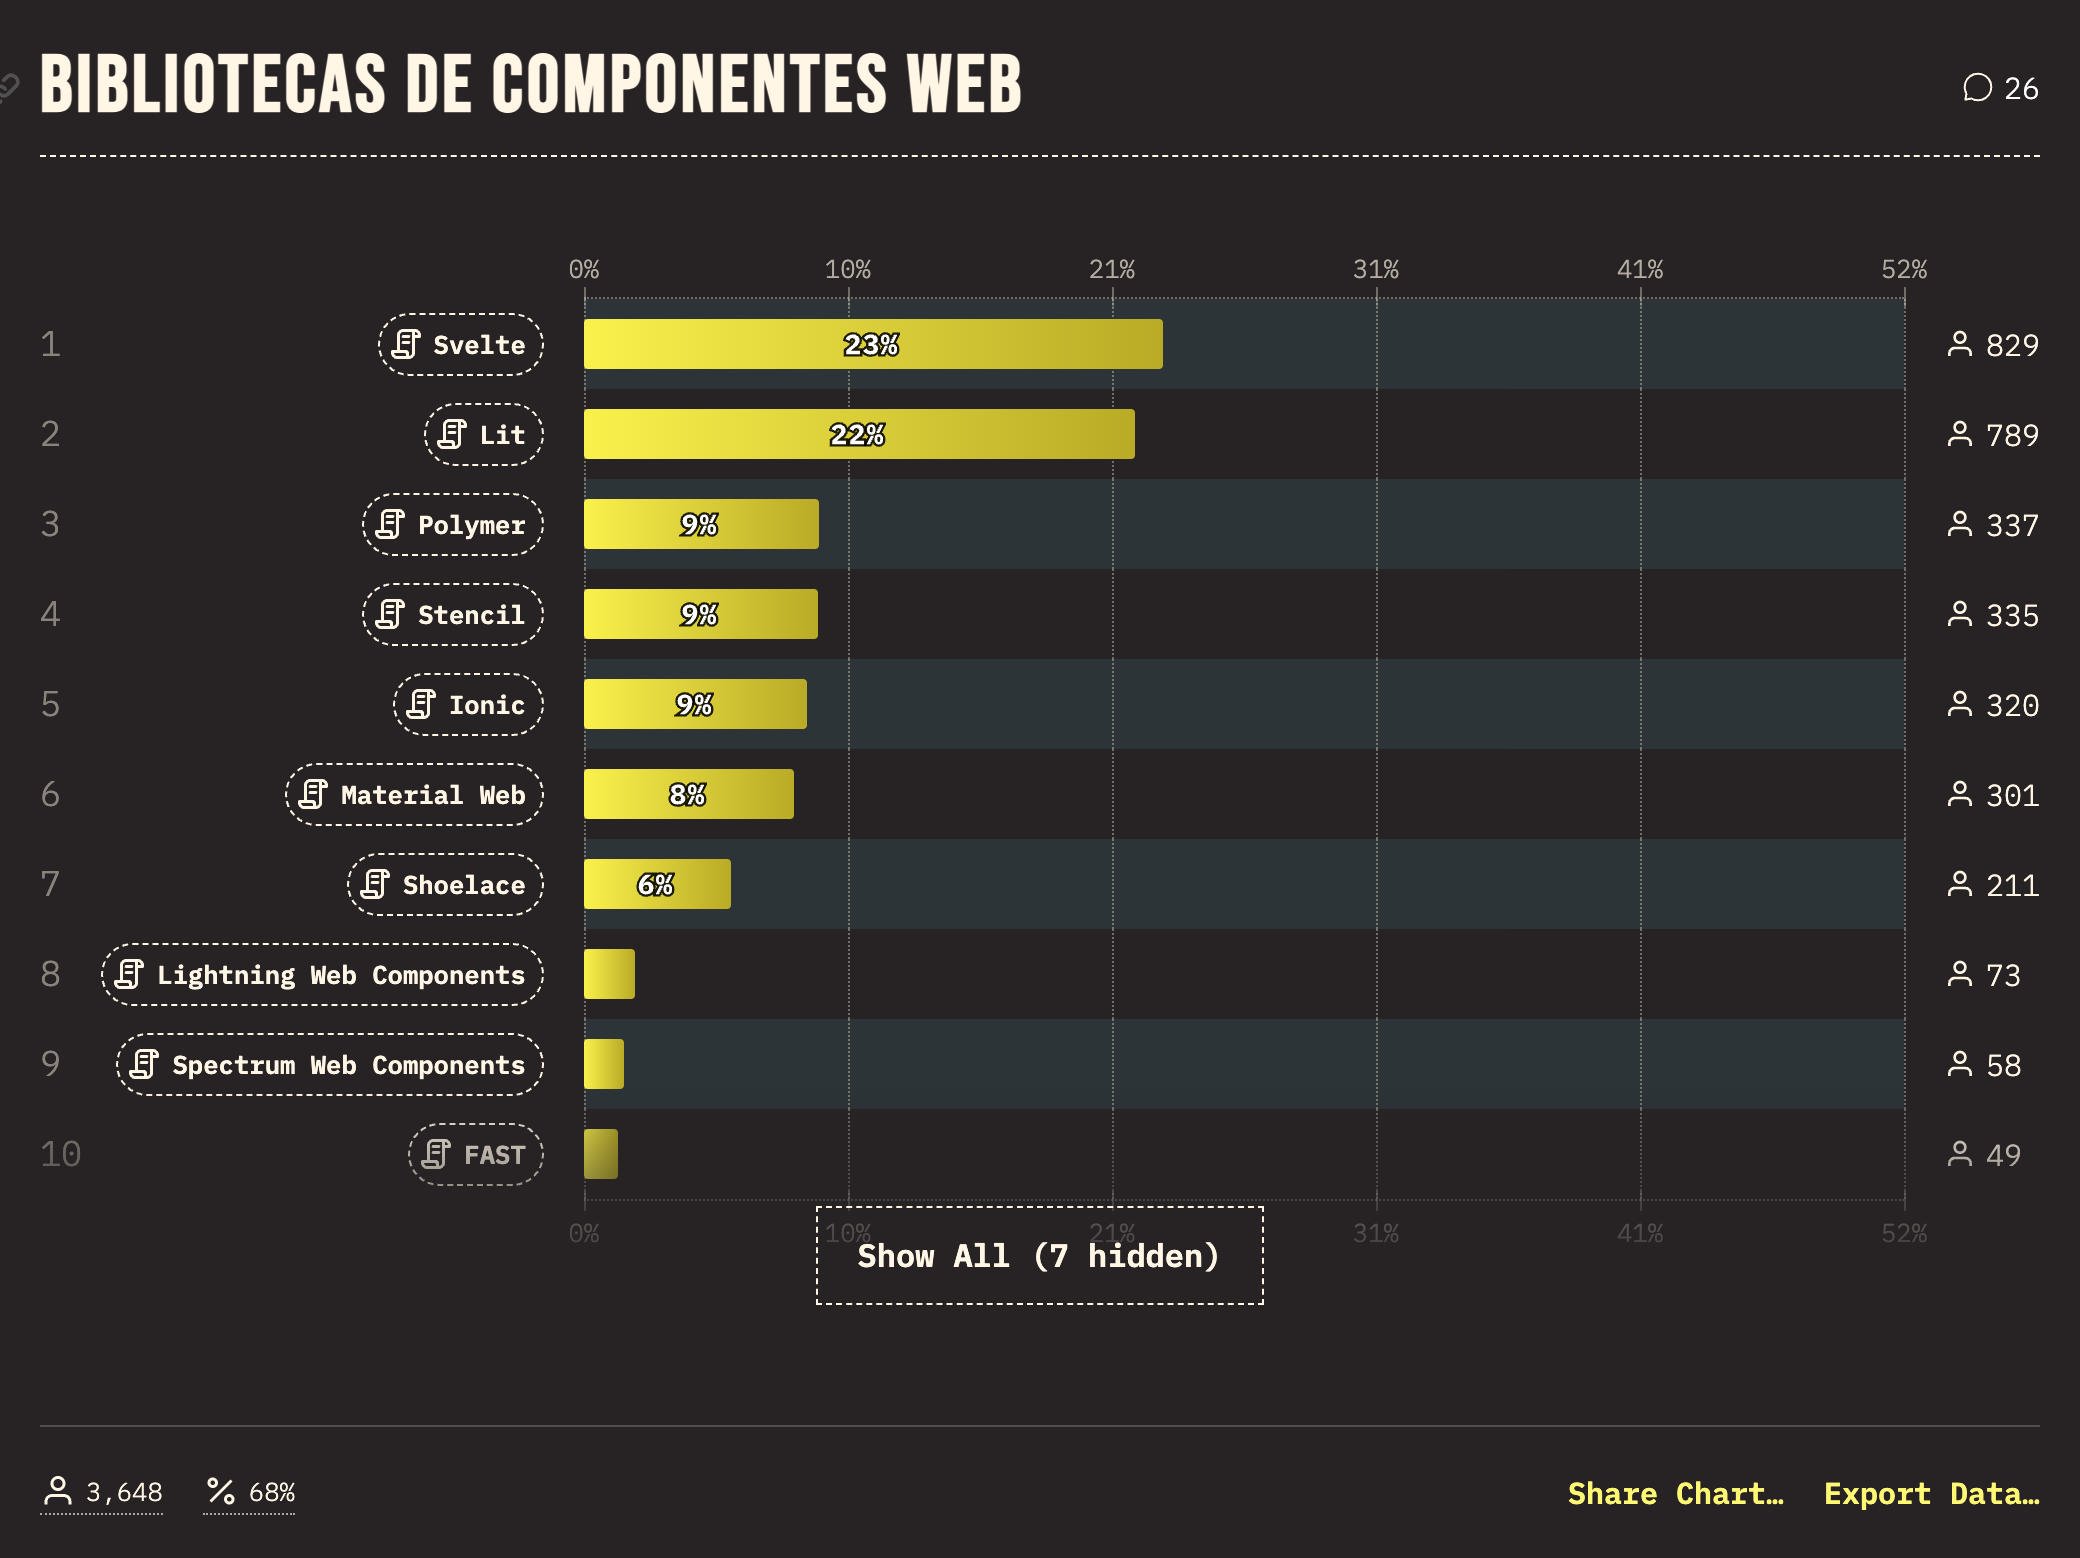 BIBLIOTECAS DE COMPONENTES WEB
26
0% 10% 21% 31% 41% 52%
1 Svelte 23% 829
2 Lit 22% 789
3 Polymer 9% 337
4 Stencil 9% 335
5 Ionic 9% 320
6 Material Web 8% 301
7 Shoelace 6% 211
8 Lightning Web Components 73
9 Spectrum Web Components 58
10 FAST 49
0% 10% 21% 31% 41% 52%
Show All (7 hidden)
3,648 % 68% Share Chart… Export Data…